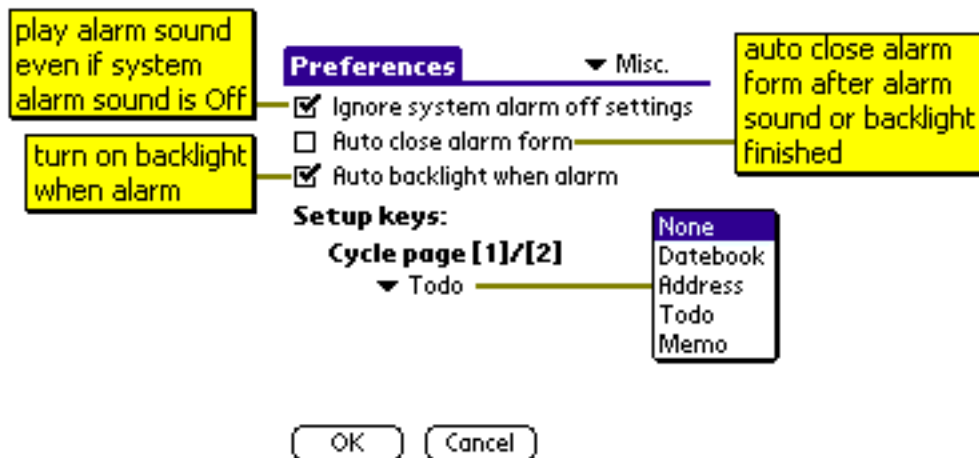 play alarm sound
even if system
alarm sound is Off
Preferences
Misc.
auto close alarm
form after alarm
sound or backlight
finished
Ignore system alarm off settings
Auto close alarm form
turn on backlight
when alarm
Auto backlight when alarm
Setup keys:
Cycle page [1]/[2]
Todo
None
Datebook
Address
Todo
Memo
OK
Cancel